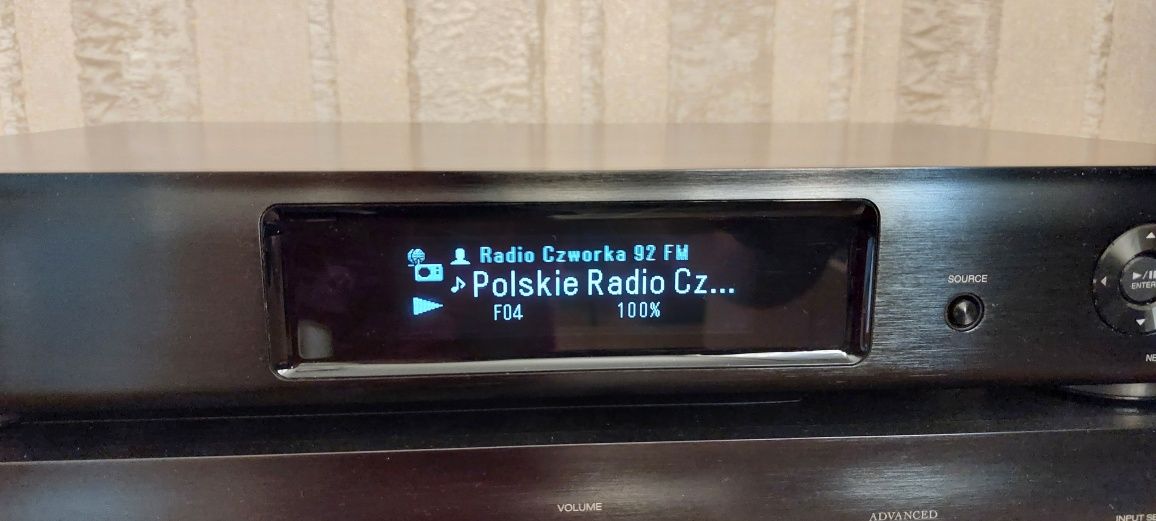 Radio Czworka 92 FM
Polskie Radio Cz...
F04 100%
SOURCE
ENTER
VOLUME
ADVANCED